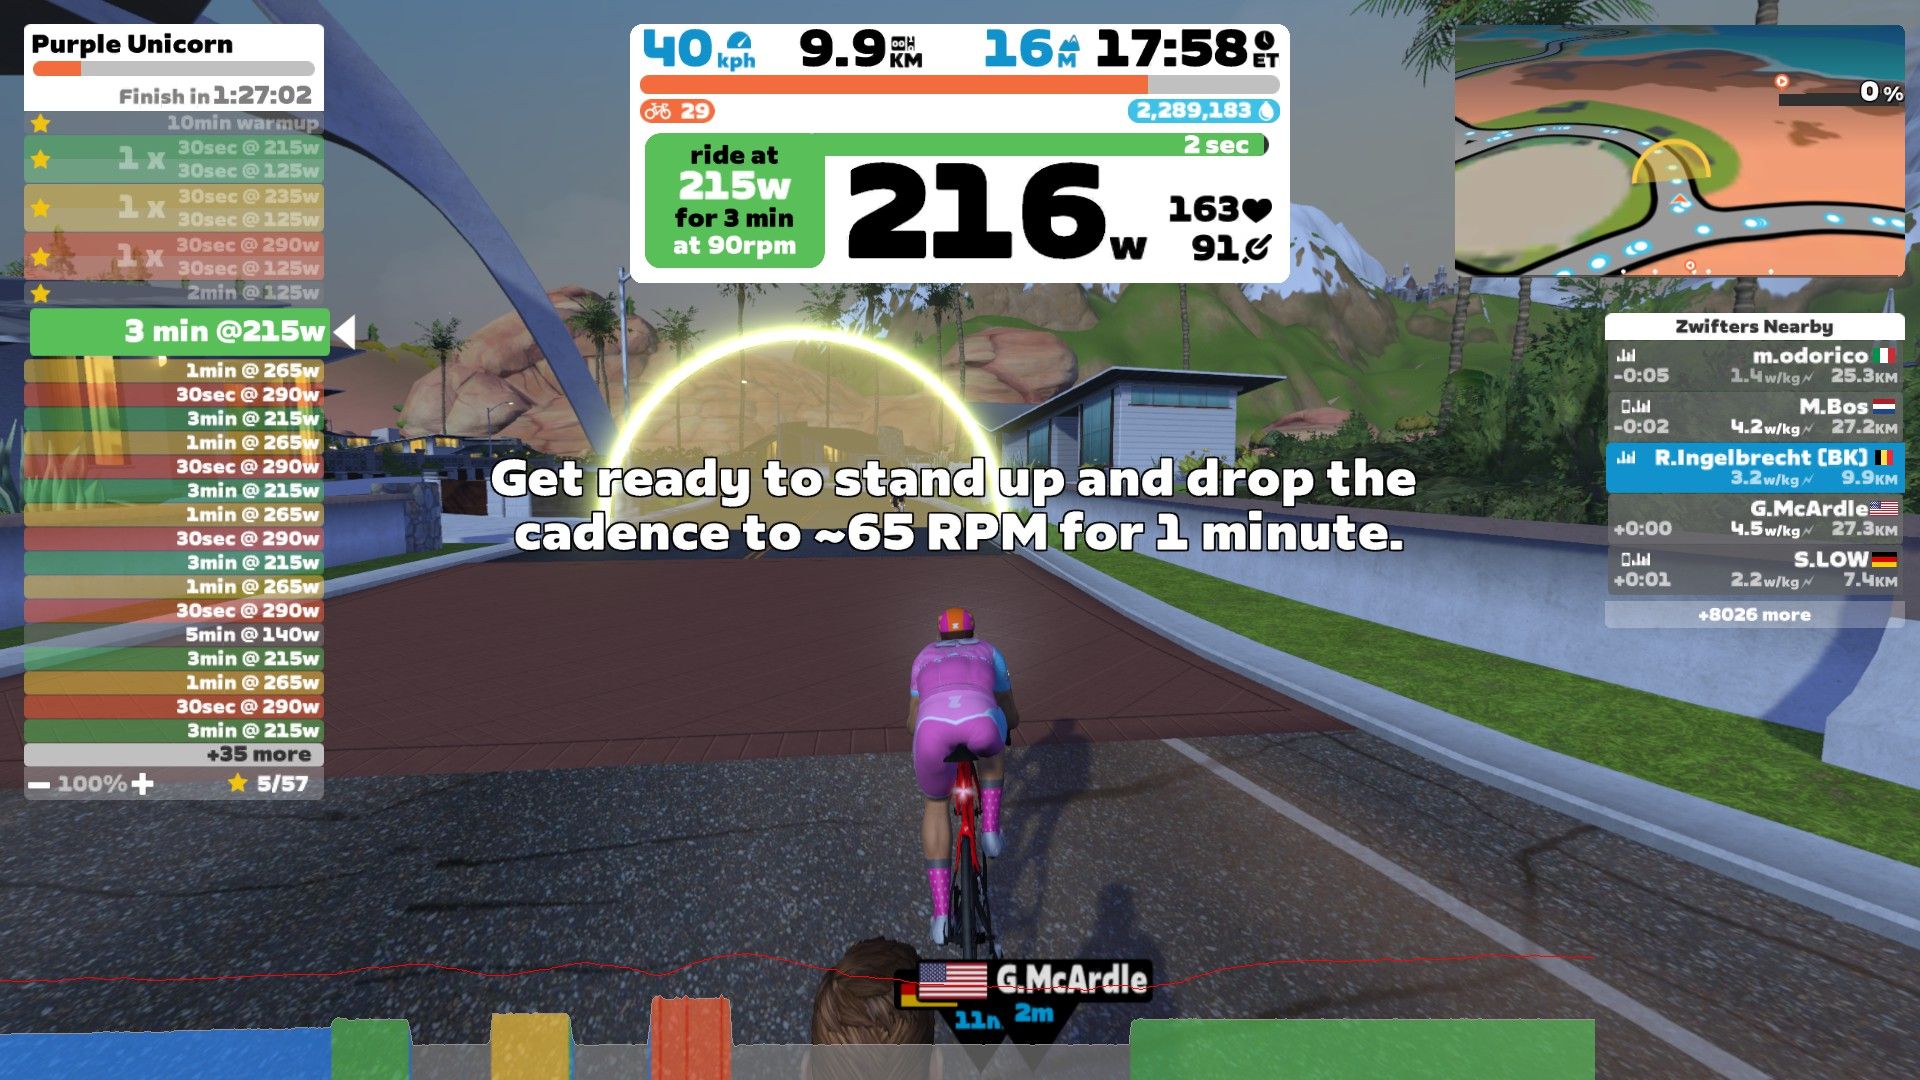 Purple Unicorn
Finish in 1:27:02
10min warmup
1 x
30sec @ 215w
30sec @ 125w
1 x
30sec @ 235w
30sec @ 125w
1 x
30sec @ 290w
30sec @ 125w
2min @ 125w
3 min @215w
1min @ 265w
30sec @ 290w
3min @ 215w
1min @ 265w
30sec @ 290w
3min @ 215w
1min @ 265w
30sec @ 290w
3min @ 215w
1min @ 265w
30sec @ 290w
5min @ 140w
3min @ 215w
1min @ 265w
30sec @ 290w
3min @ 215w
+35 more
100% 5/57
40 kph 9.9 KM 16 M 17:58 ET
29 2,289,183
2 sec
ride at
215w
for 3 min
at 90rpm
216 w
163
91
0 %
Get ready to stand up and drop the
cadence to ~65 RPM for 1 minute.
Zwifters Nearby
m.odorico
-0:05 1.4 w/kg 25.3 KM
M.Bos
-0:02 4.2 w/kg 27.2 KM
R.Ingelbrecht (BK)
3.2 w/kg 9.9 KM
G.McArdle
+0:00 4.5 w/kg 27.3 KM
S.LOW
+0:01 2.2 w/kg 7.4 KM
+8026 more
G.McArdle
2m